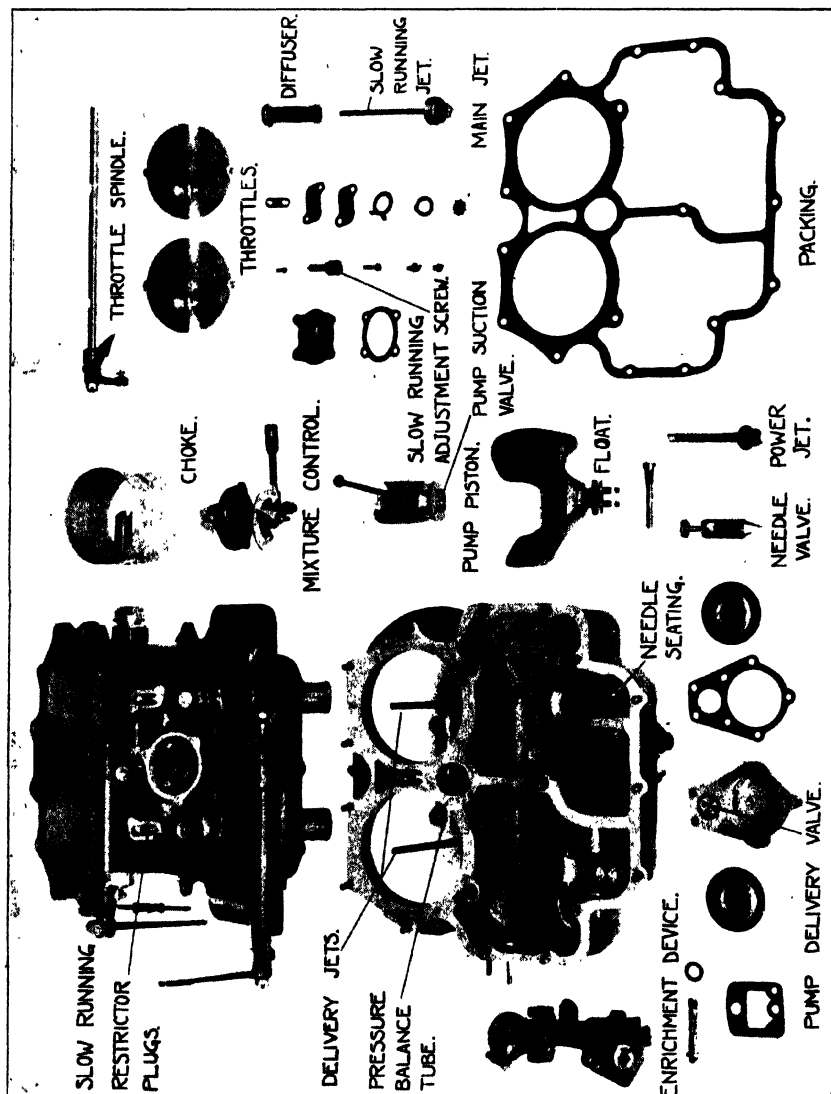 SLOW RUNNING
RESTRICTOR
PLUGS.
CHOKE.
THROTTLE SPINDLE.
THROTTLES.
DIFFUSER.
SLOW
RUNNING
JET.
MIXTURE CONTROL.
SLOW RUNNING
ADJUSTMENT SCREW.
MAIN JET.
DELIVERY JETS.
PRESSURE
BALANCE
TUBE.
PUMP PISTON.
PUMP SUCTION
VALVE.
FLOAT.
NEEDLE
SEATING.
ENRICHMENT DEVICE.
PUMP DELIVERY VALVE.
NEEDLE
VALVE.
POWER
JET.
PACKING.